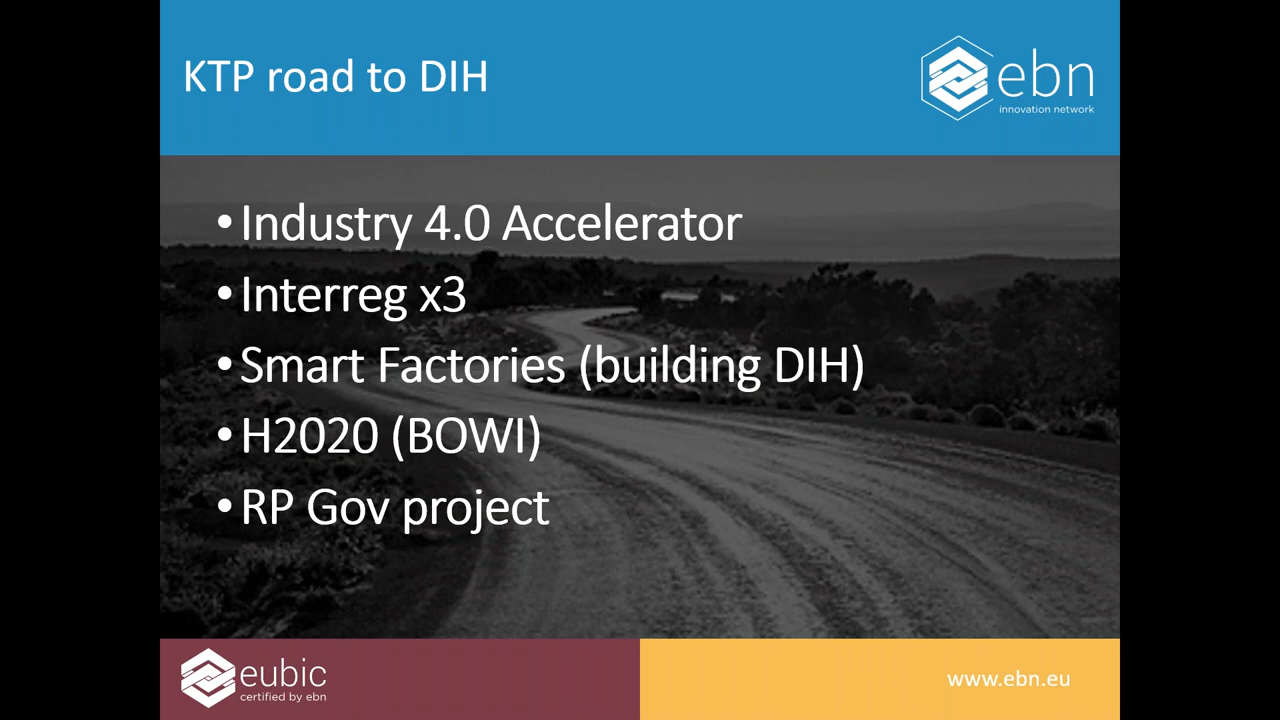 KTP road to DIH
ebn
innovation network
• Industry 4.0 Accelerator
• Interreg x3
• Smart Factories (building DIH)
• H2020 (BOWI)
• RP Gov project
eubic
certified by ebn
www.ebn.eu